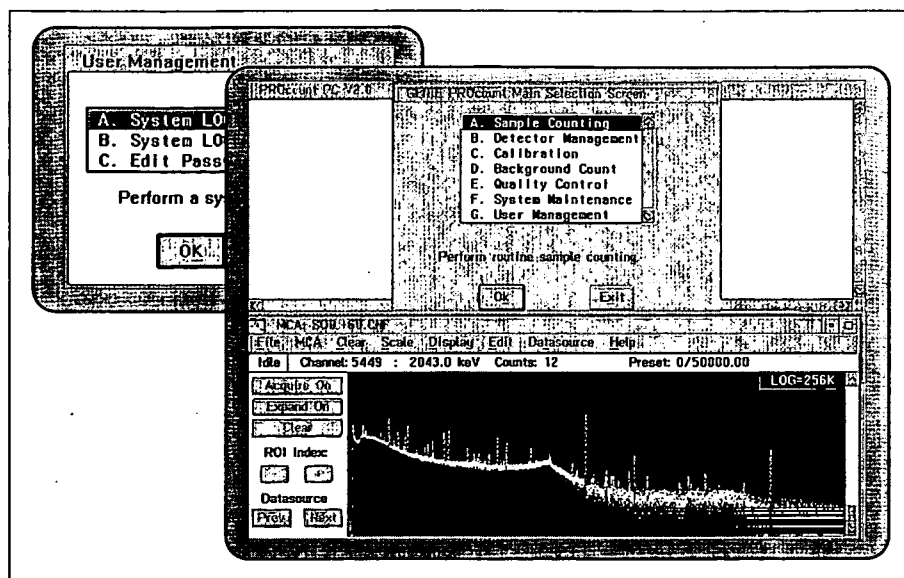 User Management
A. System LO
B. System LO
C. Edit Pass
Perform a sy
OK
PROcount PC V2.0
GENIE PROcount Main Selection Screen
A. Sample Counting
B. Detector Management
C. Calibration
D. Background Count
E. Quality Control
F. System Maintenance
G. User Management
Perform routine sample counting
Ok
Exit
MCA:
File MCA Clear Scale Display Edit Datasource Help
Idle Channel: 5449 : 2043.0 keV Counts: 12 Preset: 0/50000.00
Acquire On
Expand On
Clear
LOG=256K
ROI Index:
- +
Datasource
Prev Next